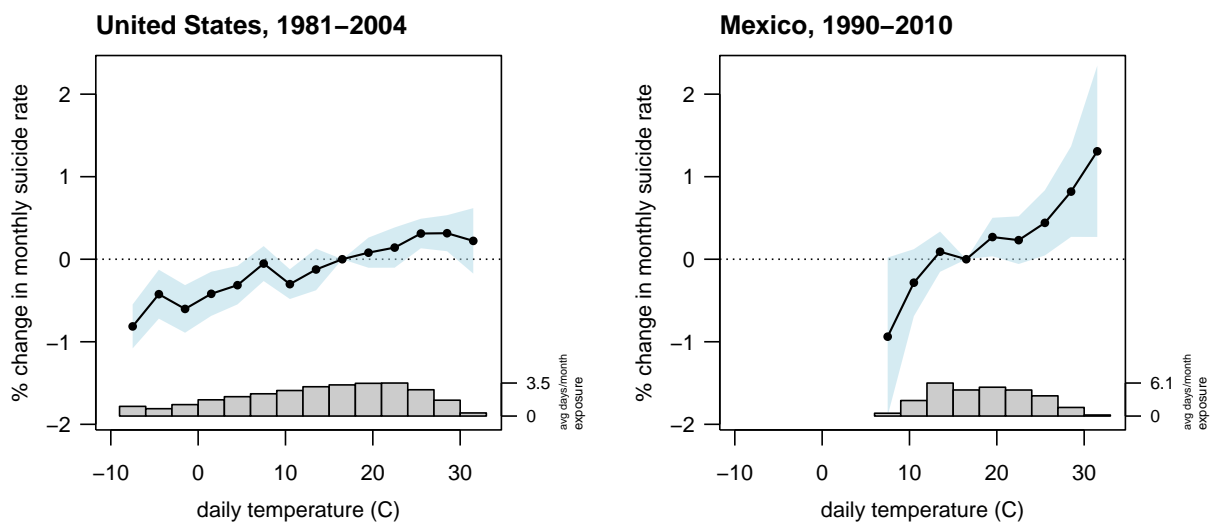 United States, 1981−2004
% change in monthly suicide rate
2
1
0
−1
−2
3.5
0
avg days/month
exposure
−10 0 10 20 30
daily temperature (C)
Mexico, 1990−2010
% change in monthly suicide rate
2
1
0
−1
−2
6.1
0
avg days/month
exposure
−10 0 10 20 30
daily temperature (C)